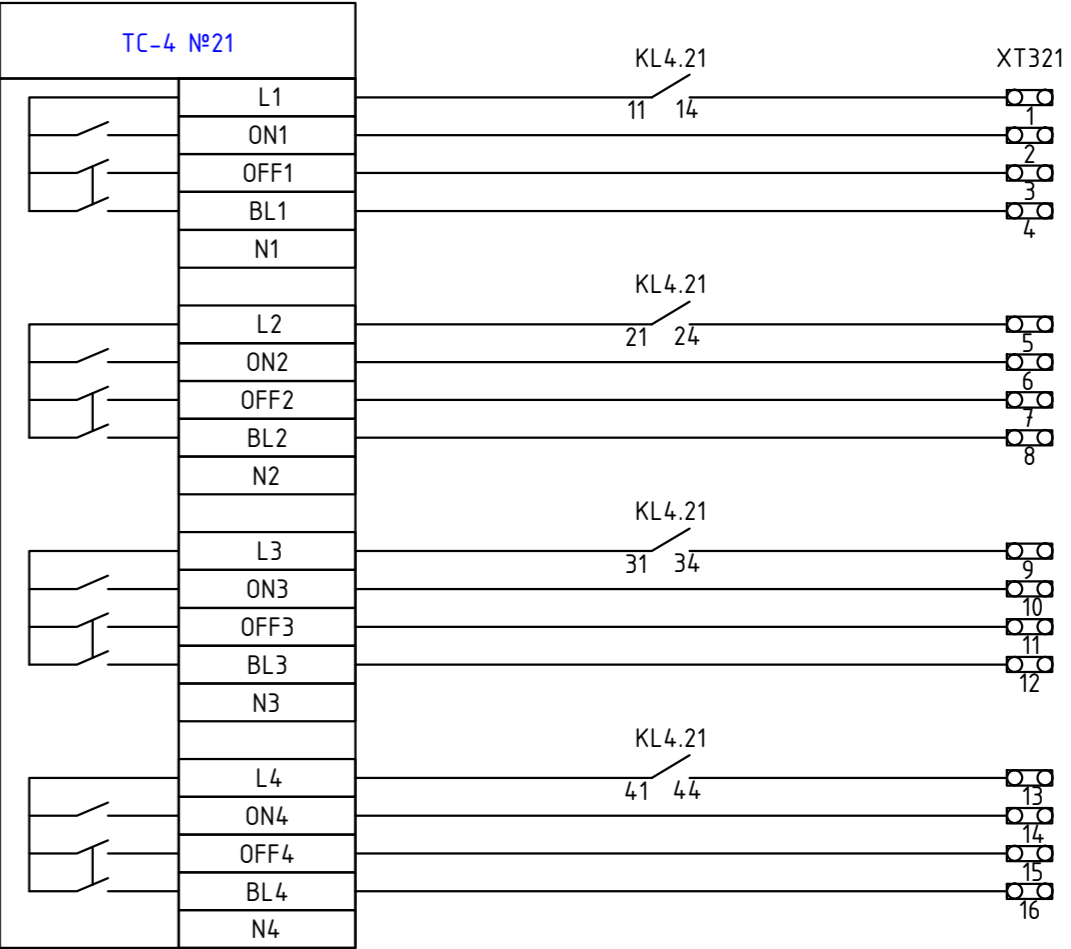 TC-4 №21
KL4.21
XT321
L1
11 14
1
ON1
2
OFF1
3
BL1
4
N1
KL4.21
L2
21 24
5
ON2
6
OFF2
7
BL2
8
N2
KL4.21
L3
31 34
9
ON3
10
OFF3
11
BL3
12
N3
KL4.21
L4
41 44
13
ON4
14
OFF4
15
BL4
16
N4